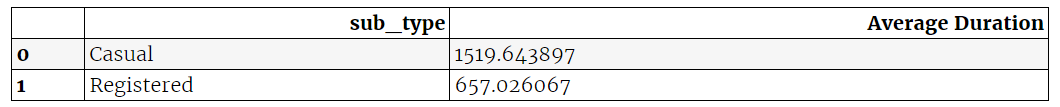 sub_type Average Duration
0 Casual 1519.643897
1 Registered 657.026067